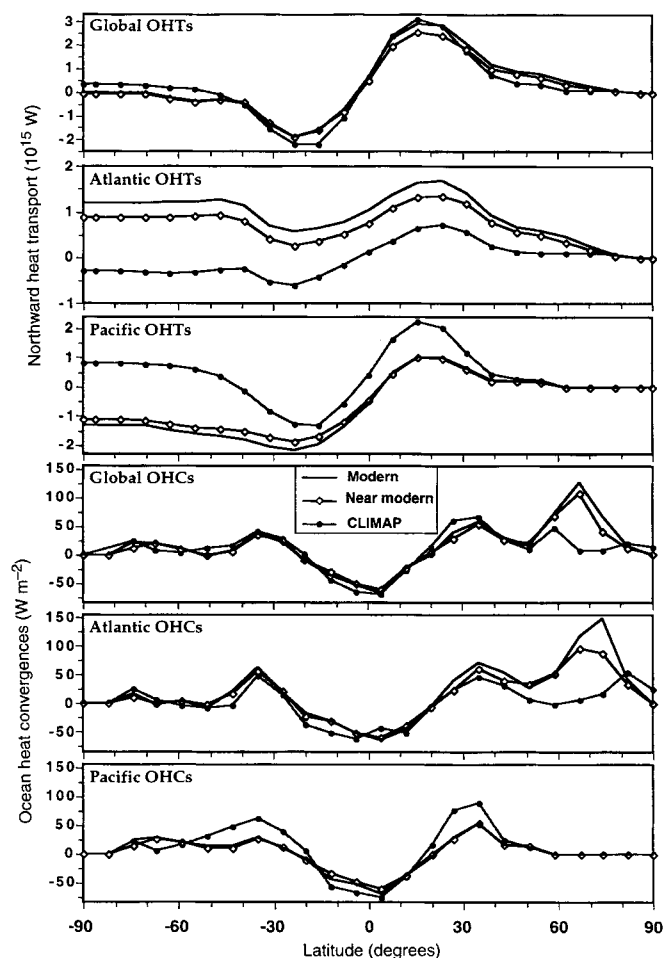 Global OHTs
3
2
1
0
-1
-2
Atlantic OHTs
2
1
0
-1
Pacific OHTs
2
1
0
-1
-2
Northward heat transport (10^15 W)
Global OHCs
150
100
50
0
-50
Modern
Near modern
CLIMAP
Atlantic OHCs
150
100
50
0
-50
Pacific OHCs
150
100
50
0
-50
Ocean heat convergences (W m^−2)
-90 -60 -30 0 30 60 90
Latitude (degrees)